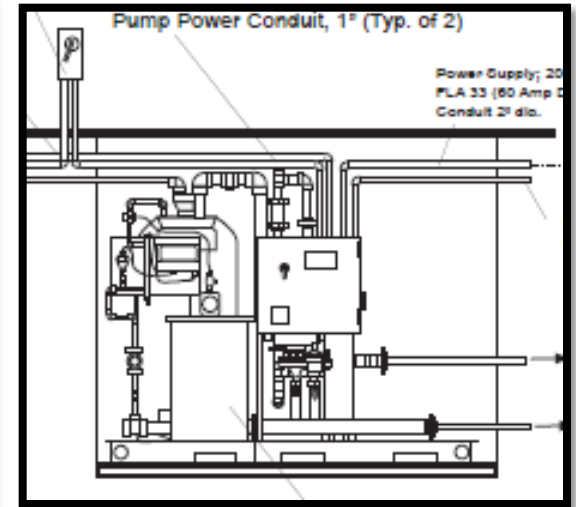 Pump Power Conduit, 1" (Typ. of 2)
Power Supply; 20
FLA 33 (60 Amp
Conduit 2" dia.